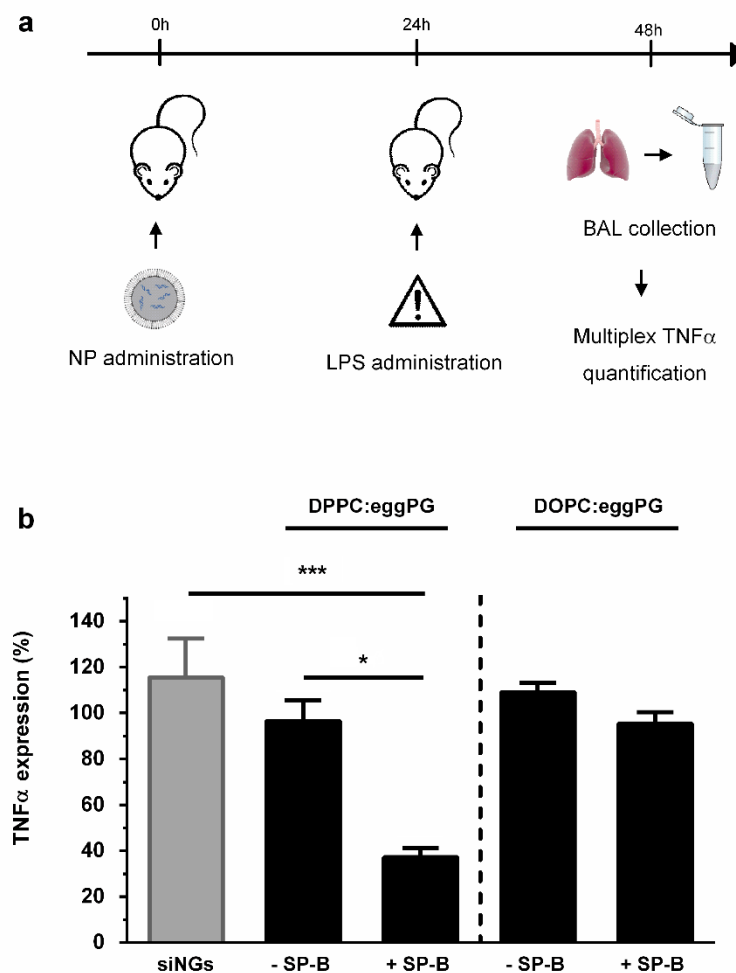 a
0h
24h
48h
!
NP administration
LPS administration
BAL collection
Multiplex TNFα
quantification
b
DPPC:eggPG
DOPC:eggPG
***
*
TNFα expression (%)
140
120
100
80
60
40
20
0
siNGs
- SP-B
+ SP-B
- SP-B
+ SP-B